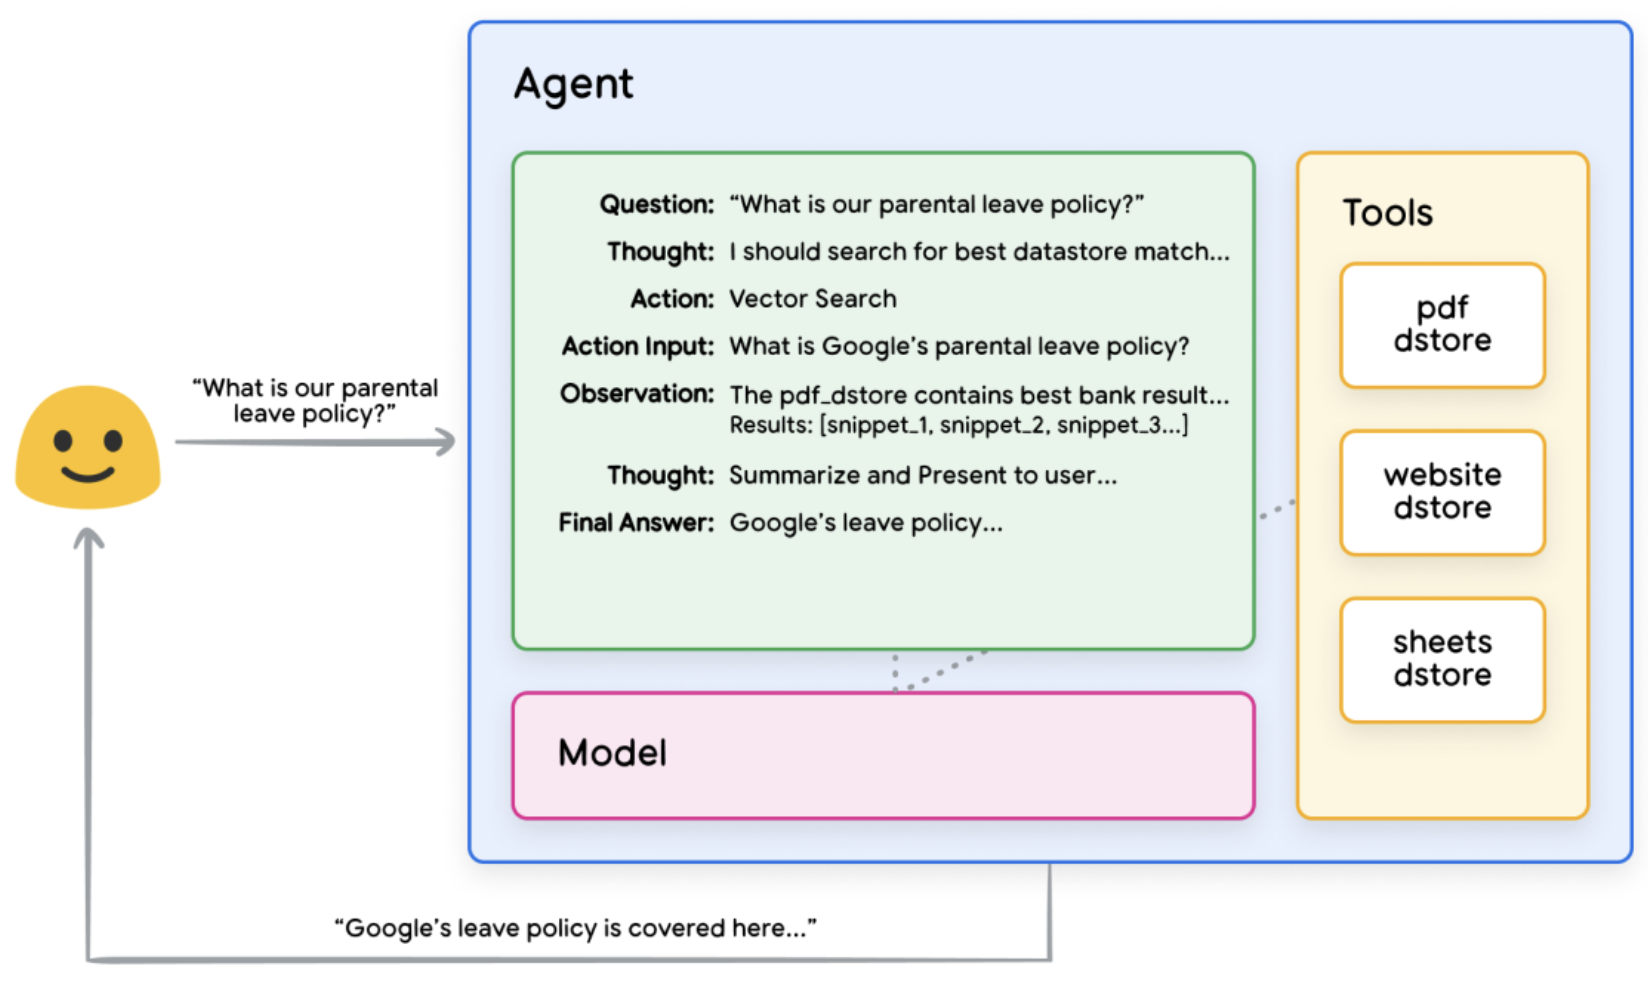 Agent
Question: “What is our parental leave policy?”
Thought: I should search for best datastore match...
Action: Vector Search
Action Input: What is Google’s parental leave policy?
Observation: The pdf_dstore contains best bank result...
Results: [snippet_1, snippet_2, snippet_3...]
Thought: Summarize and Present to user...
Final Answer: Google’s leave policy...
Tools
pdf
dstore
website
dstore
sheets
dstore
“What is our parental
leave policy?”
Model
“Google’s leave policy is covered here...”